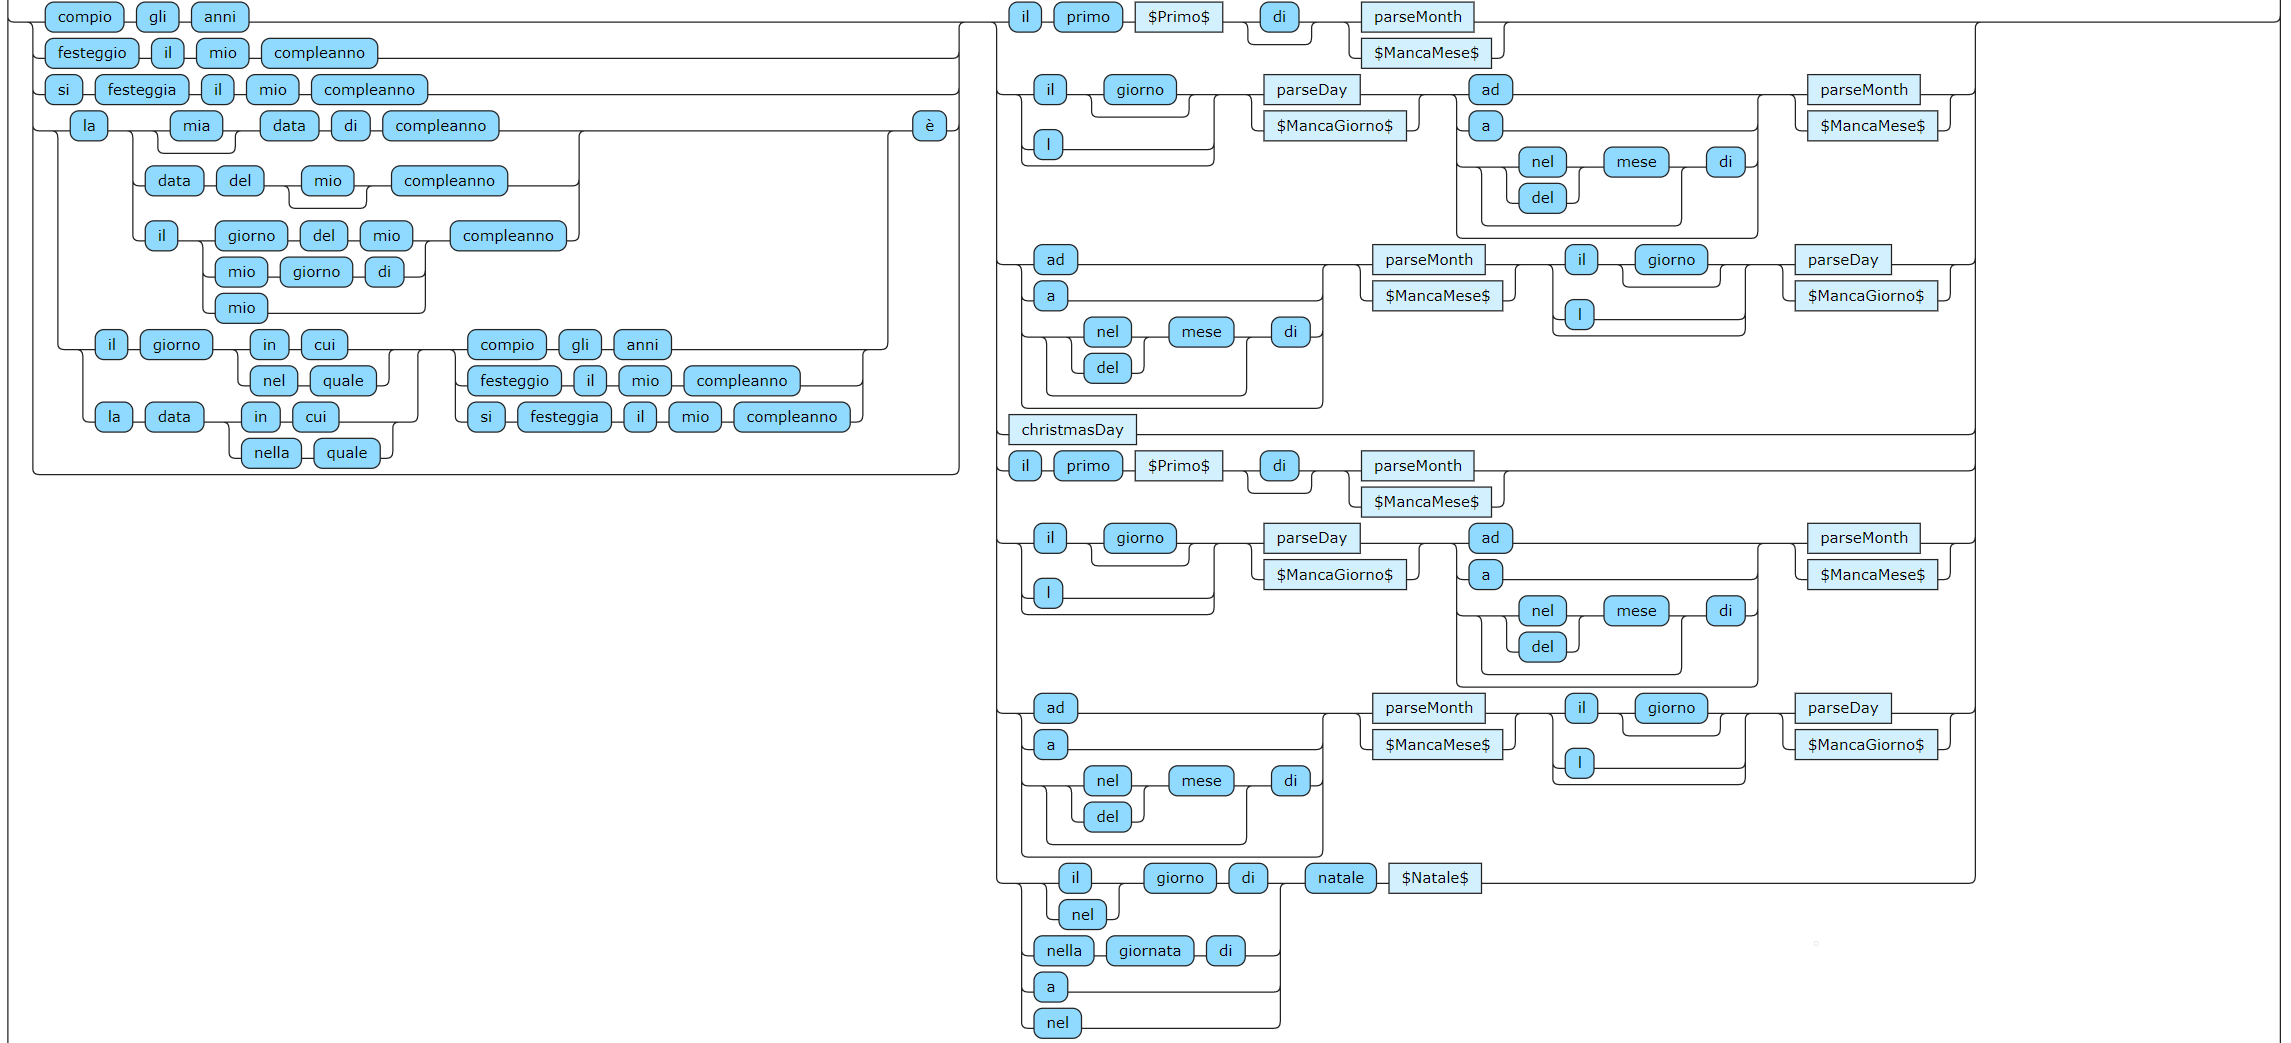 compio gli anni il primo $Primo$ di parseMonth
festeggio il mio compleanno $MancaMese$
si festeggia il mio compleanno il giorno parseDay ad parseMonth
la mia data di compleanno è $MancaGiorno$ a $MancaMese$
l
nel mese di
data del mio compleanno
del
il giorno del mio compleanno
ad parseMonth il giorno parseDay
mio giorno di
a $MancaMese$ $MancaGiorno$
mio
l
nel mese di
il giorno in cui compio gli anni
del
nel quale festeggio il mio compleanno
la data in cui si festeggia il mio compleanno
christmasDay
nella quale
il primo $Primo$ di parseMonth
$MancaMese$
il giorno parseDay ad parseMonth
$MancaGiorno$ a $MancaMese$
l
nel mese di
del
ad parseMonth il giorno parseDay
a $MancaMese$ $MancaGiorno$
l
nel mese di
del
il giorno di natale $Natale$
nel
nella giornata di
a
nel